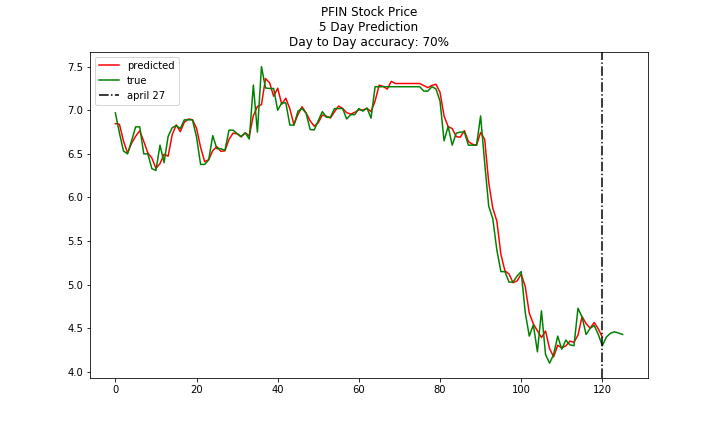 PFIN Stock Price
5 Day Prediction
Day to Day accuracy: 70%
predicted
true
april 27
7.5
7.0
6.5
6.0
5.5
5.0
4.5
4.0
0 20 40 60 80 100 120